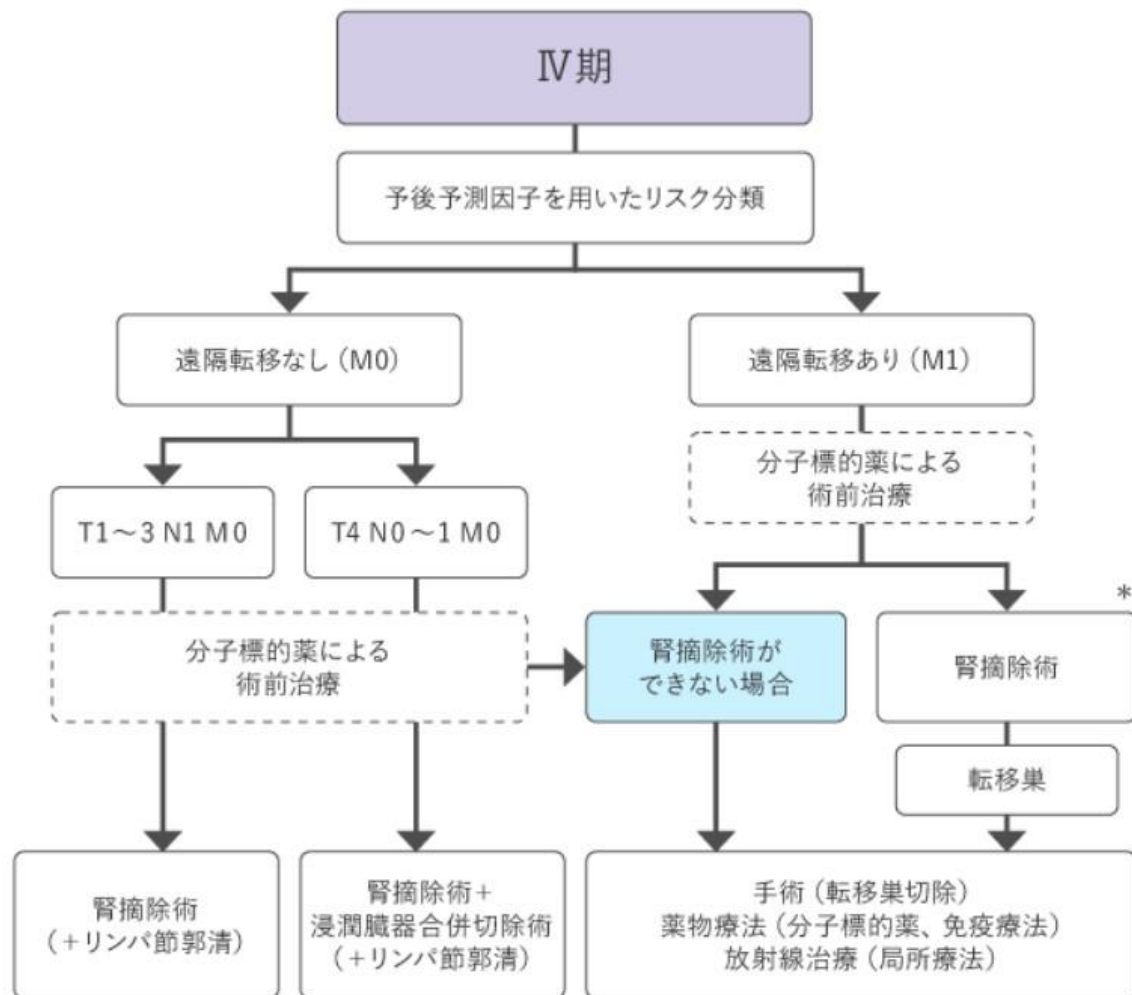 Ⅳ期
予後予測因子を用いたリスク分類
遠隔転移なし（M0）
遠隔転移あり（M1）
分子標的薬による
術前治療
T1～3 N1 M0
T4 N0～1 M0
分子標的薬による
術前治療
腎摘除術が
できない場合
*
腎摘除術
転移巣
腎摘除術
（＋リンパ節郭清）
腎摘除術＋
浸潤臓器合併切除術
（＋リンパ節郭清）
手術（転移巣切除）
薬物療法（分子標的薬、免疫療法）
放射線治療（局所療法）